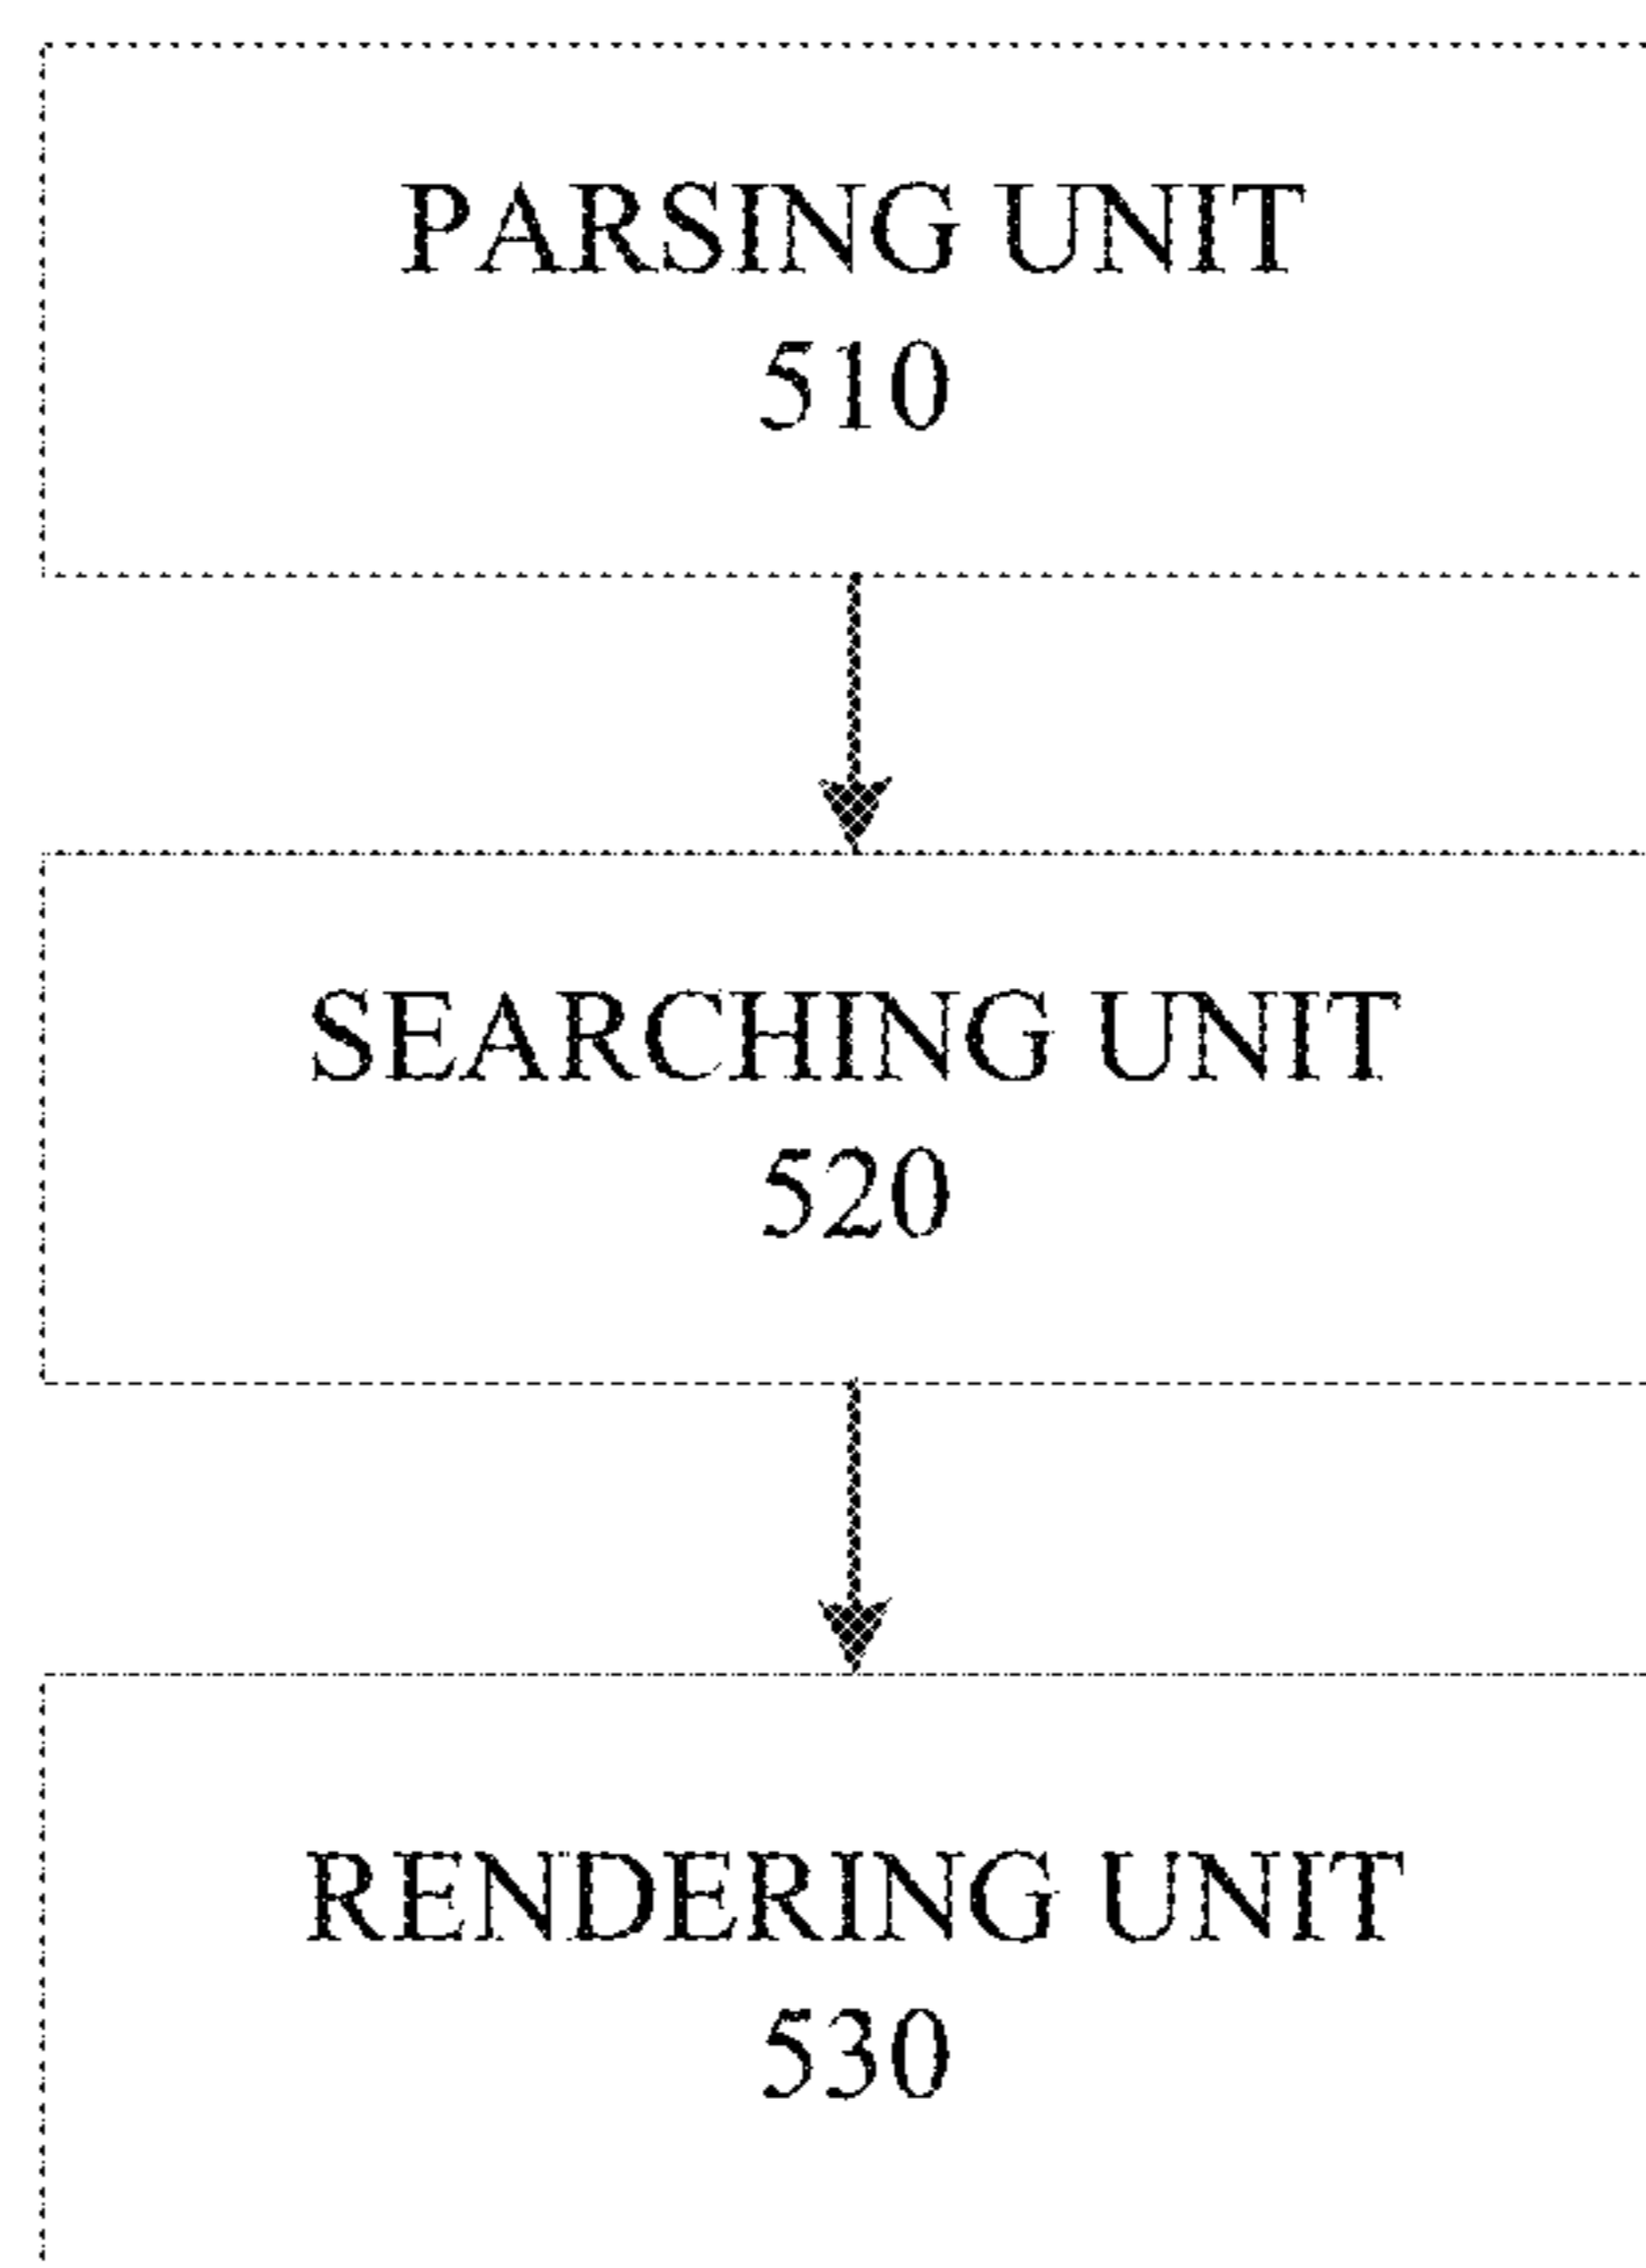 PARSING UNIT
510
SEARCHING UNIT
520
RENDERING UNIT
530